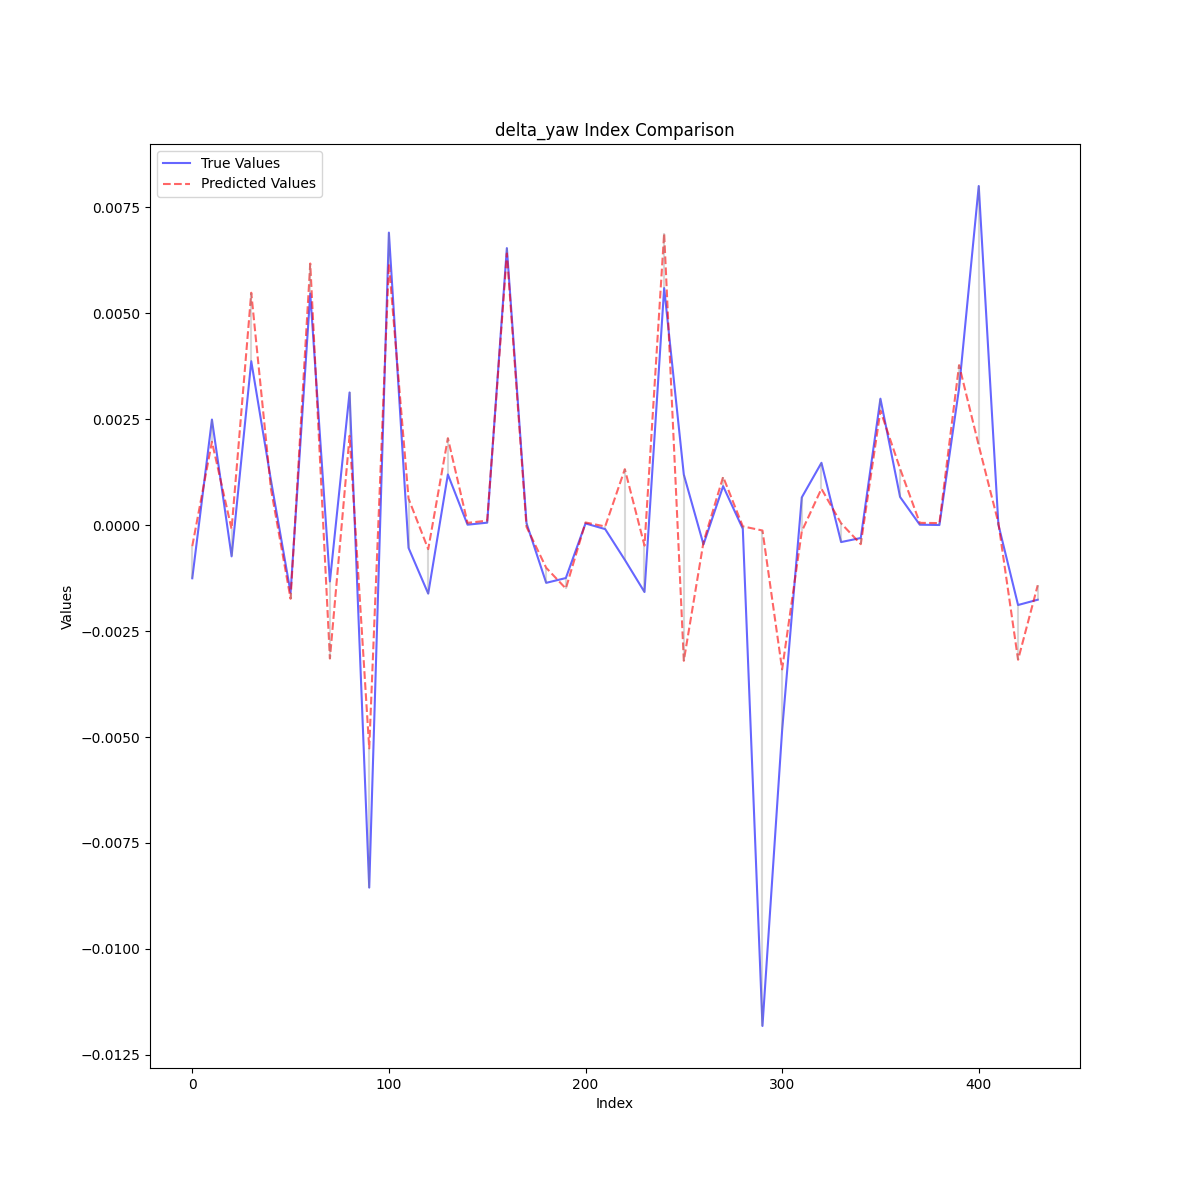 delta_yaw Index Comparison
True Values
Predicted Values
0.0075
0.0050
0.0025
0.0000
−0.0025
−0.0050
−0.0075
−0.0100
−0.0125
Values
0 100 200 300 400
Index